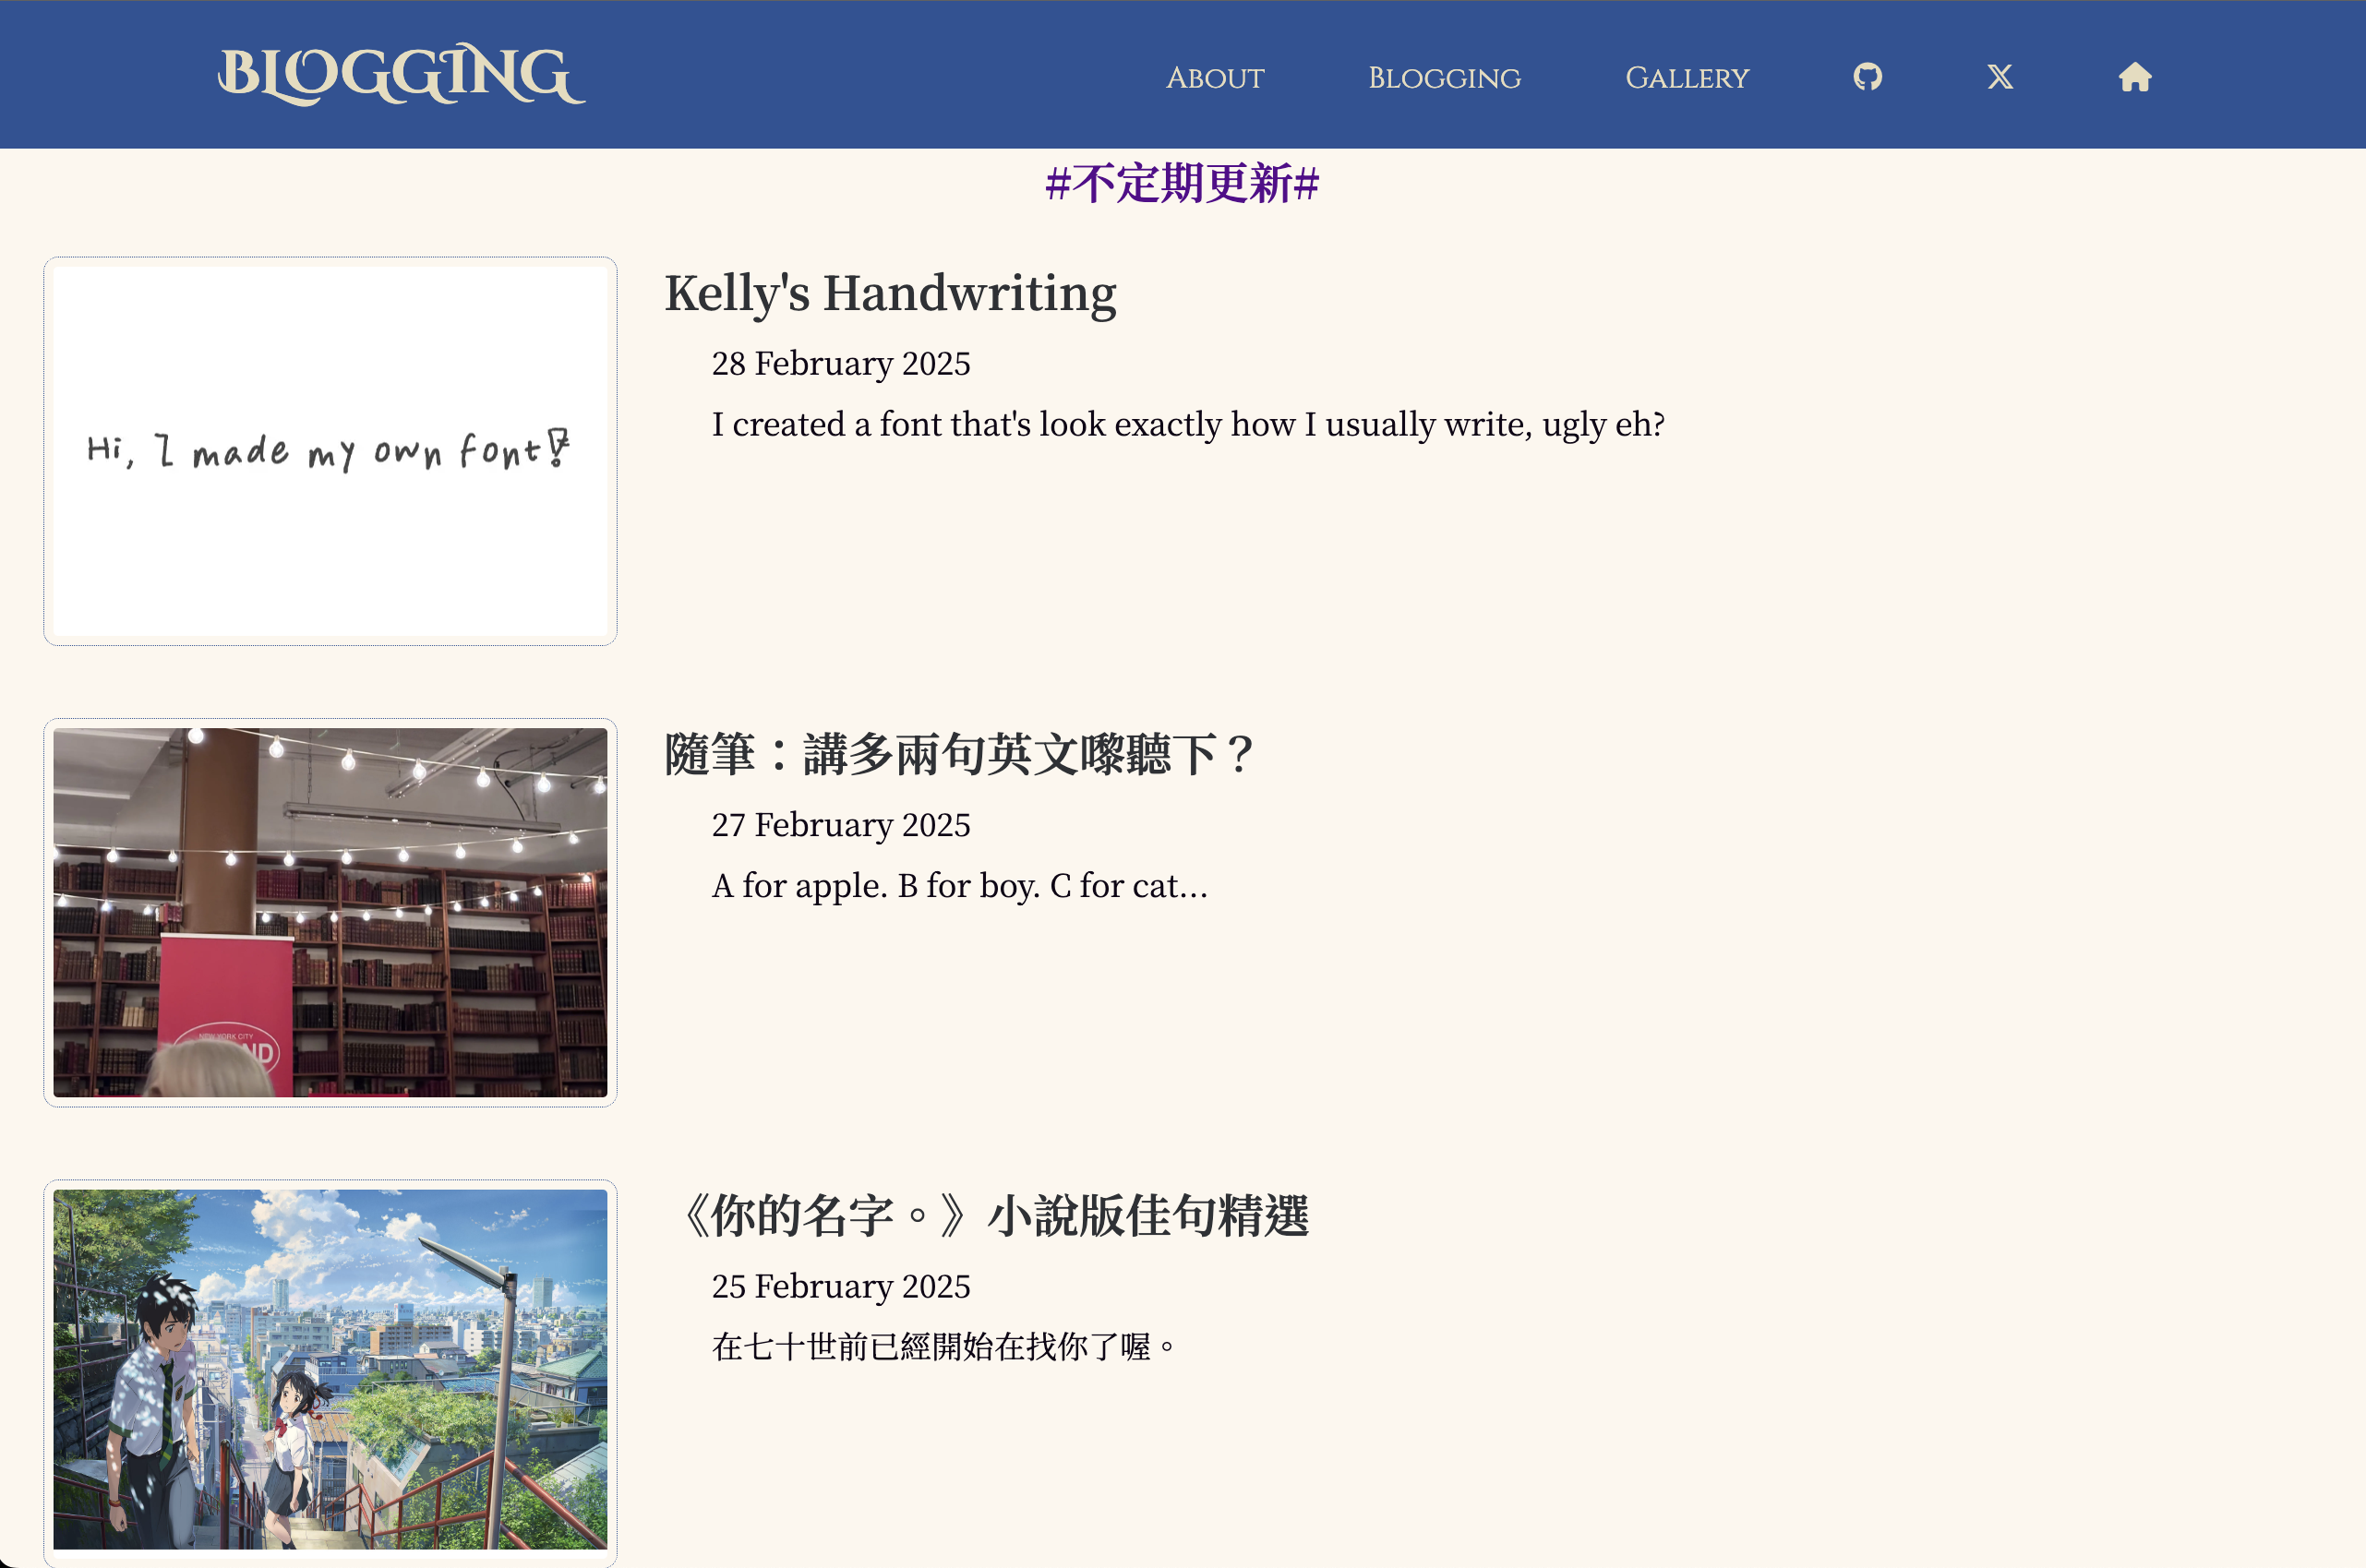 BLOGGING
About Blogging Gallery
#不定期更新#
Kelly's Handwriting
28 February 2025
I created a font that's look exactly how I usually write, ugly eh?
Hi, I made my own font!
隨筆：講多兩句英文嚟聽下？
27 February 2025
A for apple. B for boy. C for cat...
NEW YORK CITY
《你的名字。》小說版佳句精選
25 February 2025
在七十世前已經開始在找你了喔。